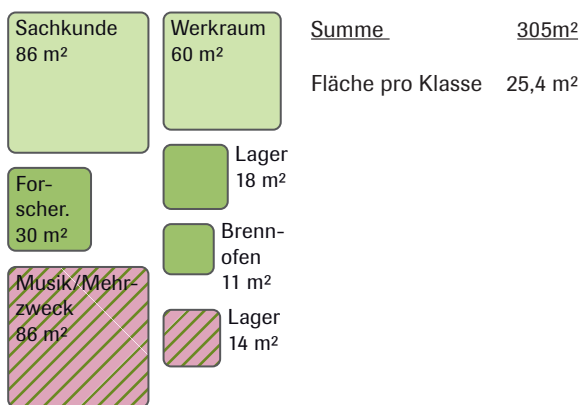 Sachkunde
86 m²
Werkraum
60 m²
Summe 305m²
Fläche pro Klasse 25,4 m²
Lager
18 m²
For-
scher.
30 m²
Brenn-
ofen
11 m²
Musik/Mehr-
zweck
86 m²
Lager
14 m²